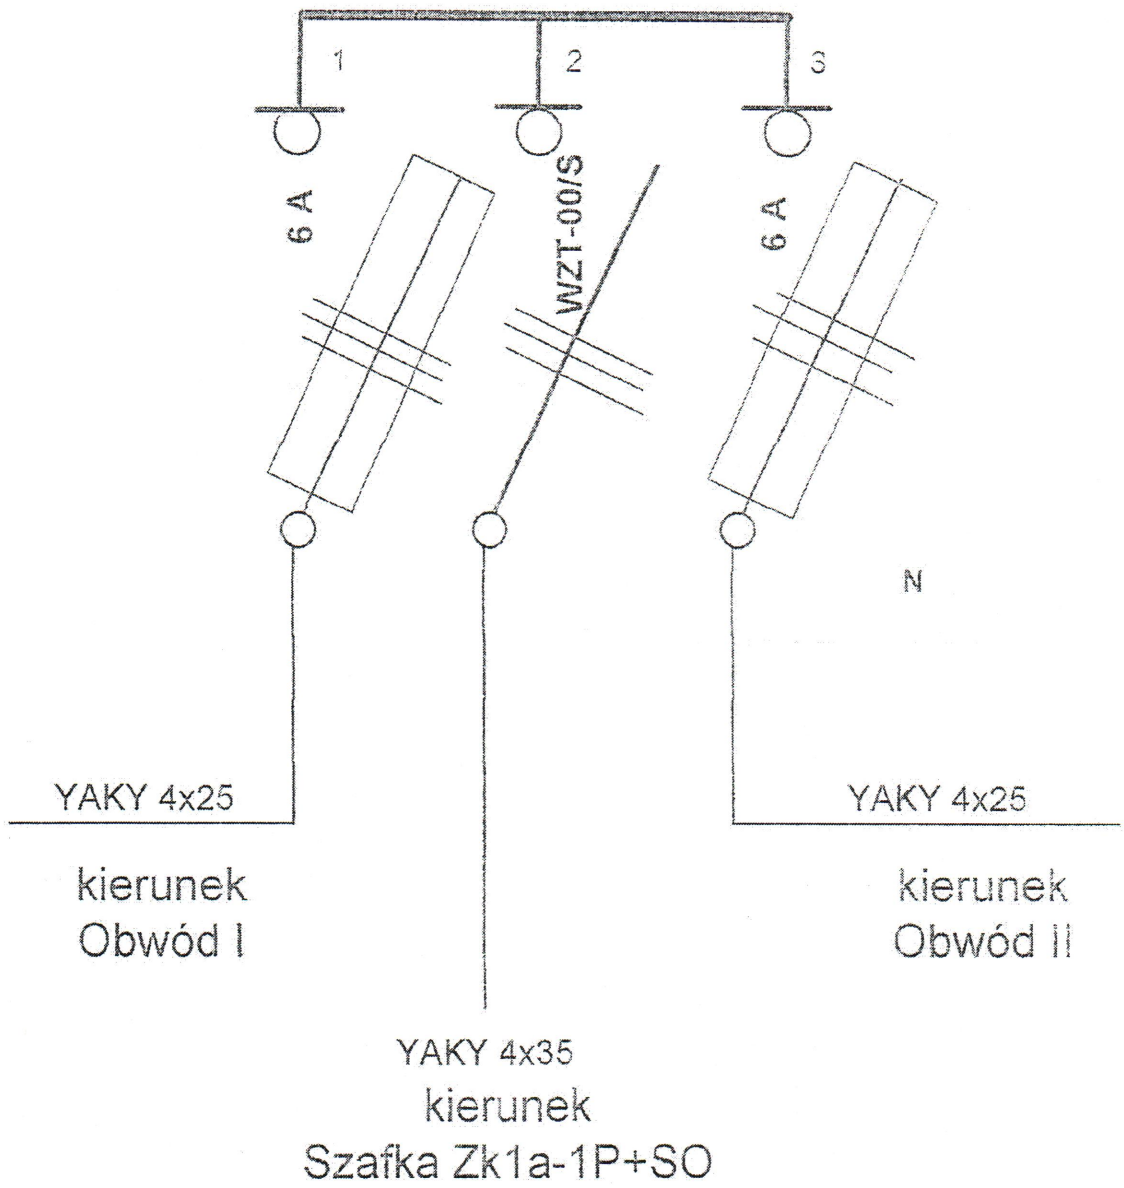 1
2
3
6 A
WZT-00/S
6 A
N
YAKY 4x25
YAKY 4x25
kierunek
Obwód I
kierunek
Obwód II
YAKY 4x35
kierunek
Szafka Zk1a-1P+SO